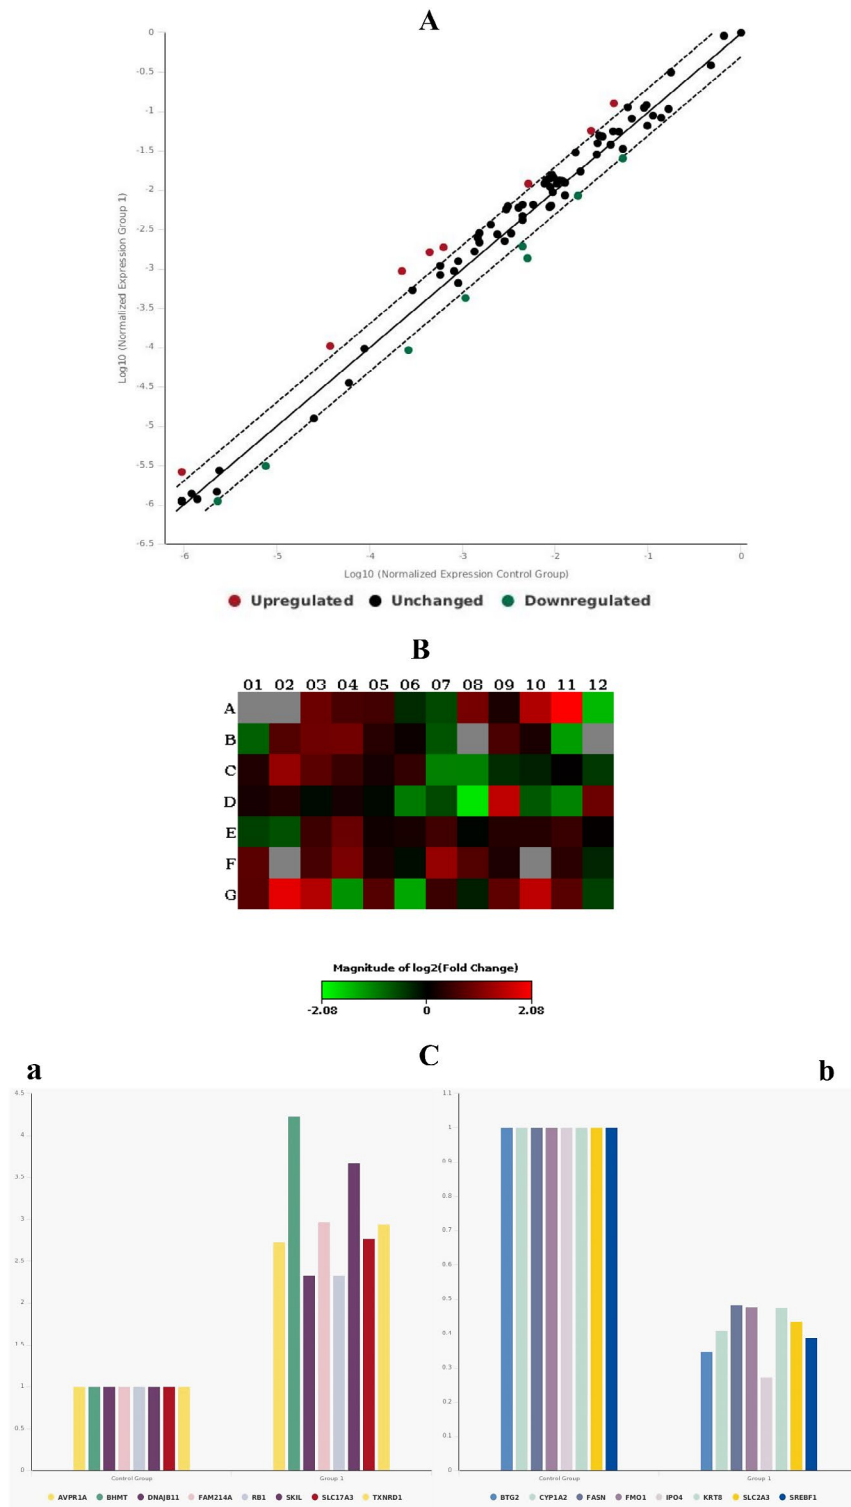 A
0
-0.5
-1
-1.5
-2
-2.5
-3
-3.5
-4
-4.5
-5
-5.5
-6
-6.5
Log10 (Normalized Expression Group 1)
-6 -5 -4 -3 -2 -1 0
Log10 (Normalized Expression Control Group)
Upregulated Unchanged Downregulated
B
01 02 03 04 05 06 07 08 09 10 11 12
A
B
C
D
E
F
G
Magnitude of log2(Fold Change)
-2.08 0 2.08
C
a
4.5
4
3.5
3
2.5
2
1.5
1
0.5
0
Control Group Group 1
AVPR1A BHMT DNAJB11 FAM214A RB1 SKIL SLC17A3 TXNRD1
b
1.1
1
0.9
0.8
0.7
0.6
0.5
0.4
0.3
0.2
0.1
0
Control Group Group 1
BTG2 CYP1A2 FASN FMO1 IPO4 KRT8 SLC2A3 SREBF1